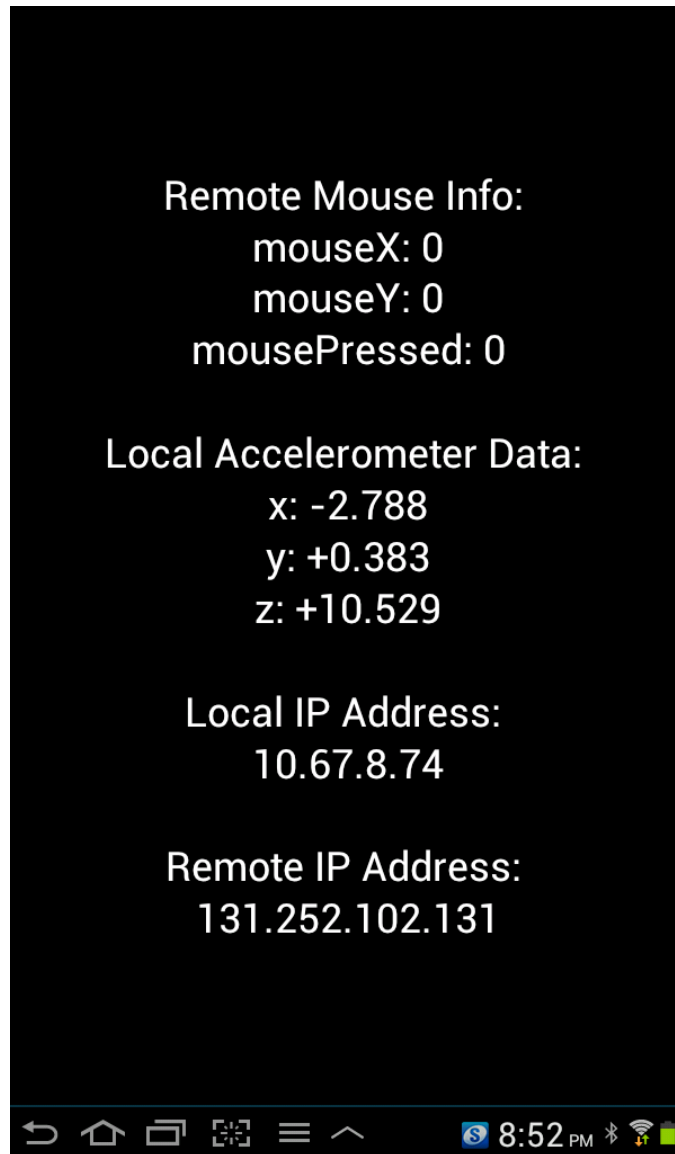 Remote Mouse Info:
mouseX: 0
mouseY: 0
mousePressed: 0
Local Accelerometer Data:
x: -2.788
y: +0.383
z: +10.529
Local IP Address:
10.67.8.74
Remote IP Address:
131.252.102.131
8:52 PM